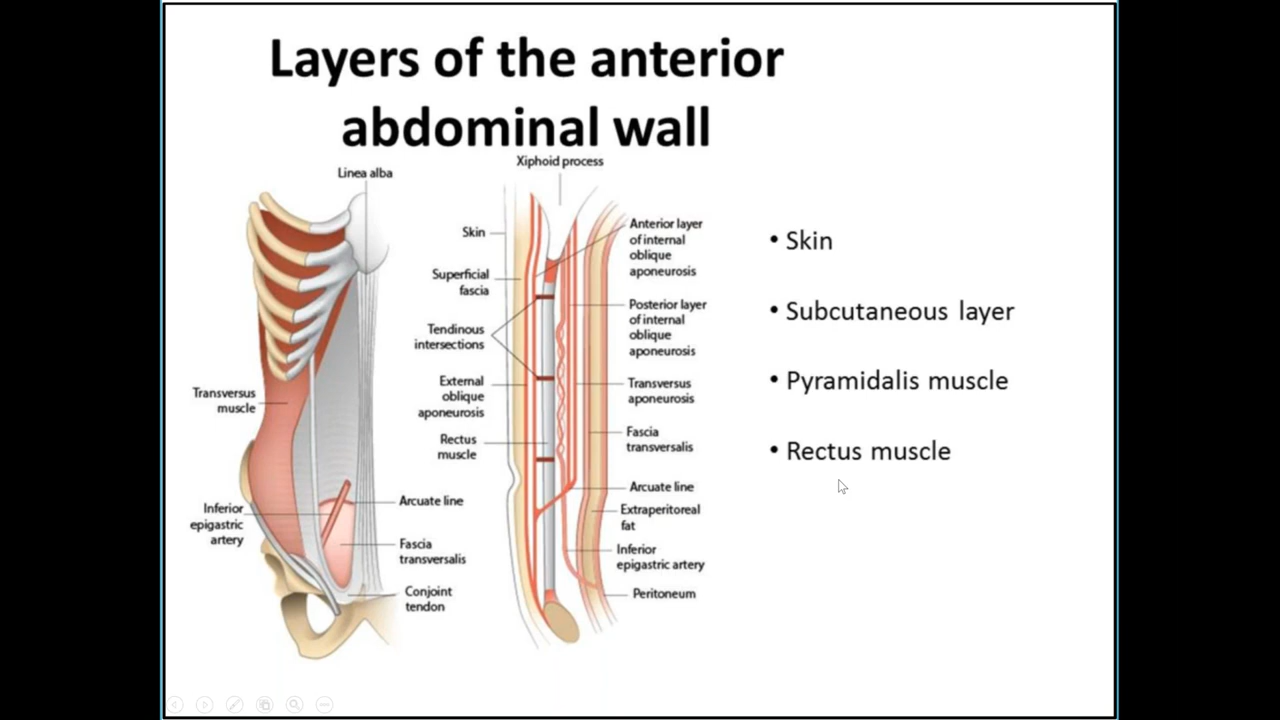 Layers of the anterior
abdominal wall
Linea alba
Transversus
muscle
Inferior
epigastric
artery
Arcuate line
Fascia
transversalis
Conjoint
tendon
Xiphoid process
Skin
Superficial
fascia
Tendinous
intersections
External
oblique
aponeurosis
Rectus
muscle
Anterior layer
of internal
oblique
aponeurosis
Posterior layer
of internal
oblique
aponeurosis
Transversus
aponeurosis
Fascia
transversalis
Arcuate line
Extraperitoreal
fat
Inferior
epigastric artery
Peritoneum
• Skin
• Subcutaneous layer
• Pyramidalis muscle
• Rectus muscle